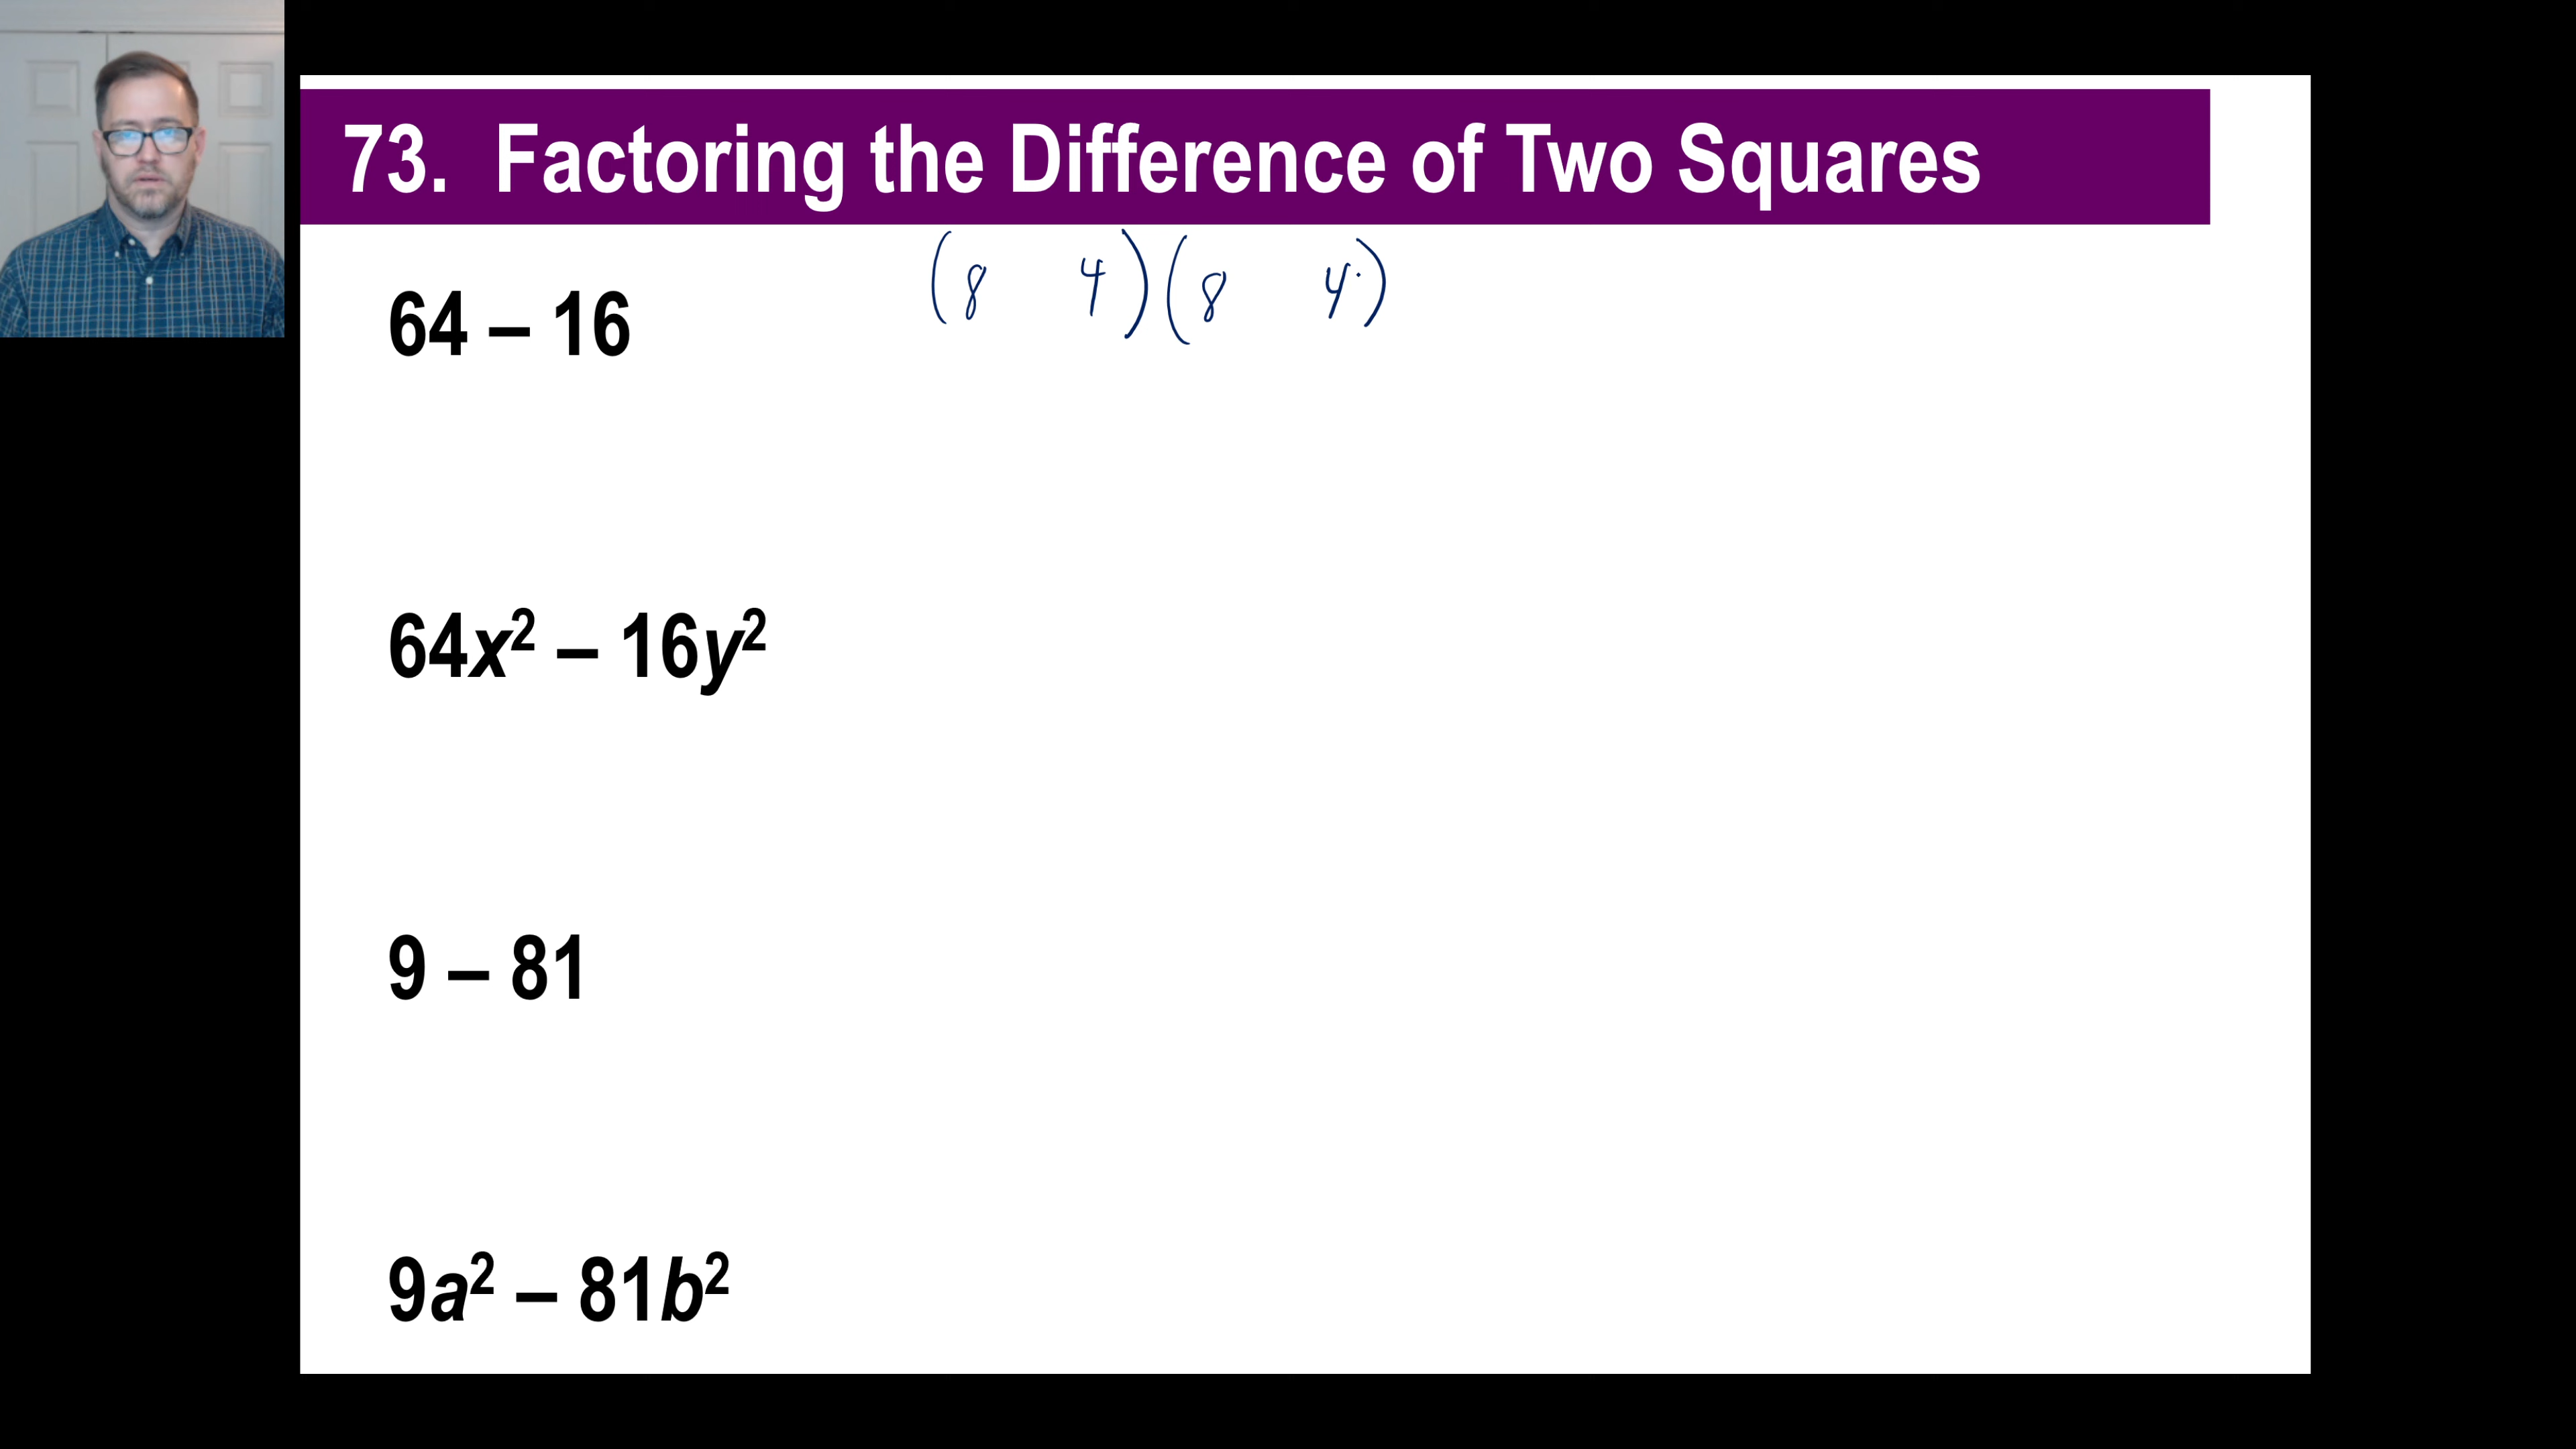 73. Factoring the Difference of Two Squares
(8 4)(8 4)
64 – 16
64x² – 16y²
9 – 81
9a² – 81b²